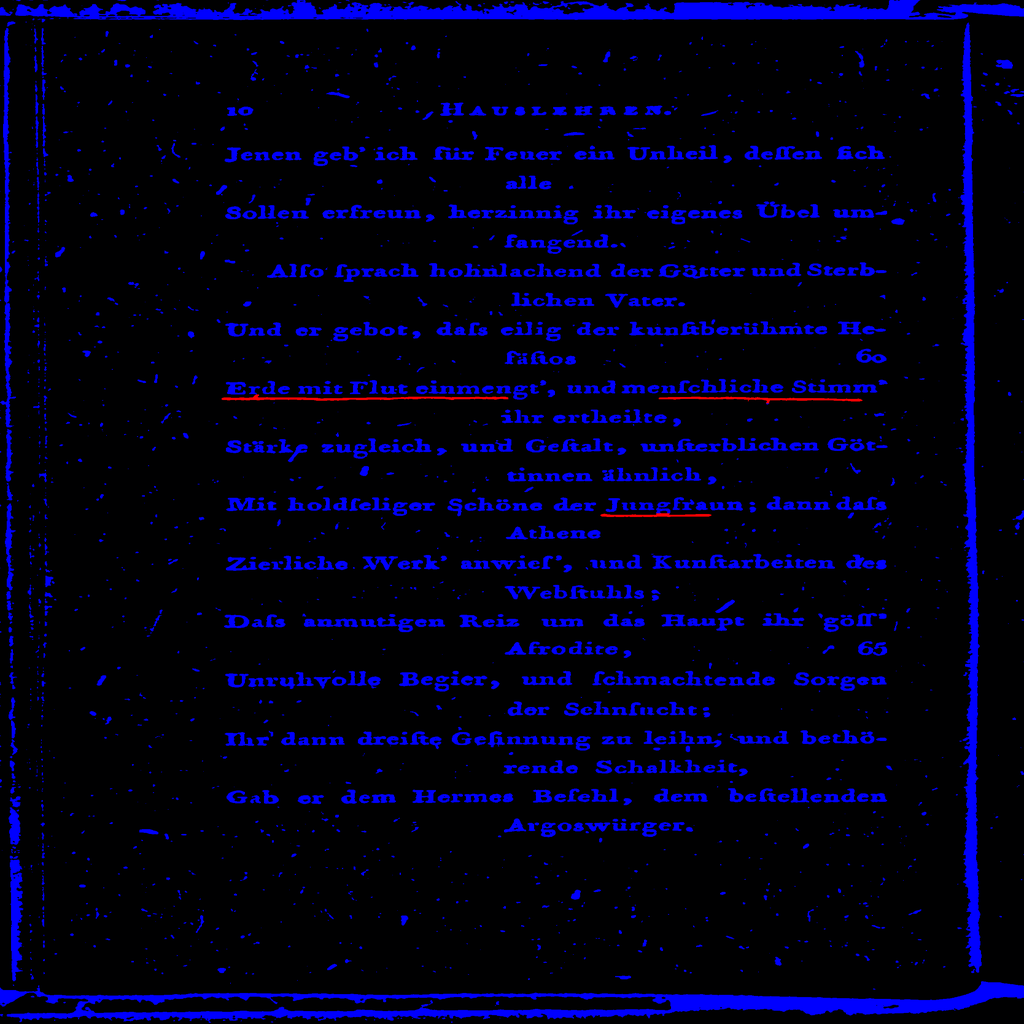 10 HAUSLEHREN.
Jenen geb' ich für Feuer ein Unheil, deſſen ſich
alle
Sollen erfreun, herzinnig ihr eigenes Übel um-
fangend.
Alſo ſprach hohnlachend der Götter und Sterb-
lichen Vater.
Und er gebot, daſs eilig der kunſtberühmte He-
fäſtos 60
Erde mit Flut einmengt', und menſchliche Stimm'
ihr ertheilte,
Stärke zugleich, und Geſtalt, unſterblichen Göt-
tinnen ähnlich,
Mit holdſeliger Schöne der Jungfraun; dann daſs
Athene
Zierliche Werk' anwieſ', und Kunſtarbeiten des
Webſtuhls;
Daſs anmutigen Reiz um das Haupt ihr göſſ'
Afrodite, 65
Unruhvolle Begier, und ſchmachtende Sorgen
der Sehnſucht;
Ihr dann dreiſte Geſinnung zu leihn, und bethö-
rende Schalkheit,
Gab er dem Hermes Befehl, dem beſtellenden
Argoswürger.